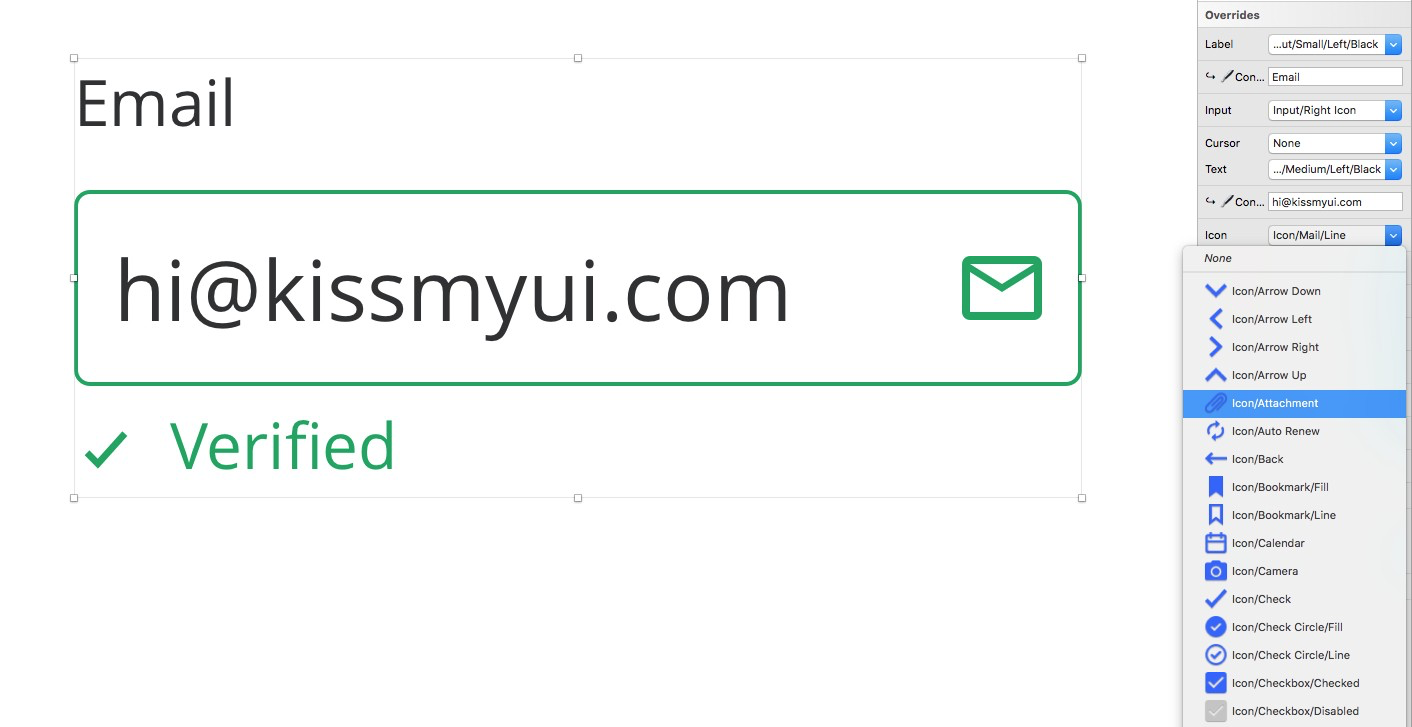 Email
hi@kissmyui.com
Verified
Overrides
Label ...ut/Small/Left/Black
Con... Email
Input Input/Right Icon
Cursor None
Text .../Medium/Left/Black
Con... hi@kissmyui.com
Icon Icon/Mail/Line
None
Icon/Arrow Down
Icon/Arrow Left
Icon/Arrow Right
Icon/Arrow Up
Icon/Attachment
Icon/Auto Renew
Icon/Back
Icon/Bookmark/Fill
Icon/Bookmark/Line
Icon/Calendar
Icon/Camera
Icon/Check
Icon/Check Circle/Fill
Icon/Check Circle/Line
Icon/Checkbox/Checked
Icon/Checkbox/Disabled